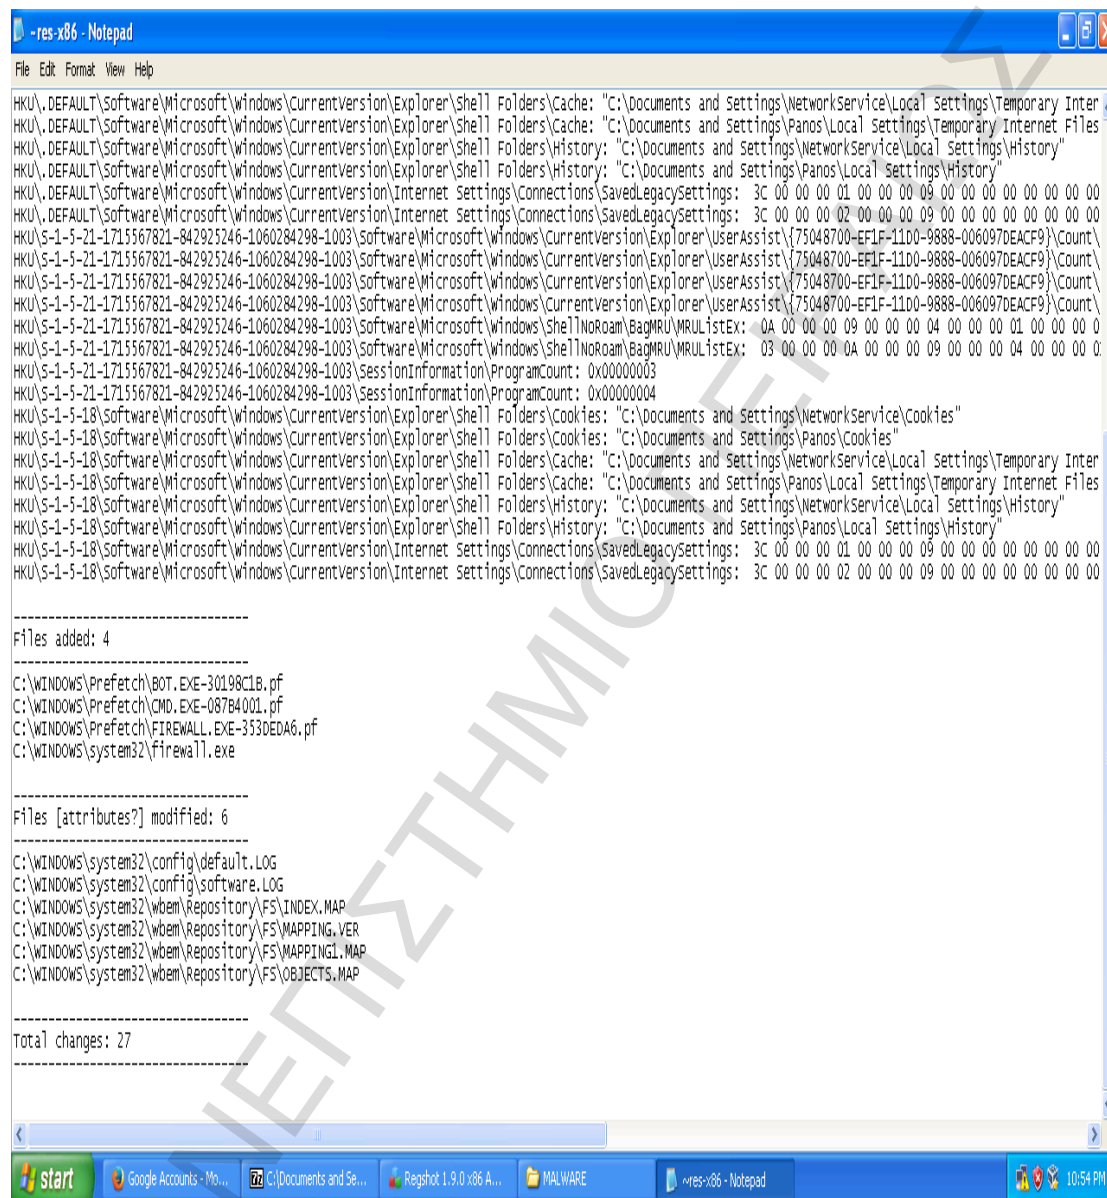 ~res-x86 - Notepad
File Edit Format View Help
HKU\.DEFAULT\Software\Microsoft\Windows\CurrentVersion\Explorer\Shell Folders\Cache: "C:\Documents and Settings\NetworkService\Local Settings\Temporary Inter
HKU\.DEFAULT\Software\Microsoft\Windows\CurrentVersion\Explorer\Shell Folders\Cache: "C:\Documents and Settings\Panos\Local Settings\Temporary Internet Files
HKU\.DEFAULT\Software\Microsoft\Windows\CurrentVersion\Explorer\Shell Folders\History: "C:\Documents and Settings\NetworkService\Local Settings\History"
HKU\.DEFAULT\Software\Microsoft\Windows\CurrentVersion\Explorer\Shell Folders\History: "C:\Documents and Settings\Panos\Local Settings\History"
HKU\.DEFAULT\Software\Microsoft\Windows\CurrentVersion\Internet Settings\Connections\SavedLegacySettings: 3C 00 00 00 01 00 00 00 09 00 00 00 00 00 00 00
HKU\.DEFAULT\Software\Microsoft\Windows\CurrentVersion\Internet Settings\Connections\SavedLegacySettings: 3C 00 00 00 02 00 00 00 09 00 00 00 00 00 00 00
HKU\S-1-5-21-1715567821-842925246-1060284298-1003\Software\Microsoft\Windows\CurrentVersion\Explorer\UserAssist\{75048700-EF1F-11D0-9888-006097DEACF9}\Count\
HKU\S-1-5-21-1715567821-842925246-1060284298-1003\Software\Microsoft\Windows\CurrentVersion\Explorer\UserAssist\{75048700-EF1F-11D0-9888-006097DEACF9}\Count\
HKU\S-1-5-21-1715567821-842925246-1060284298-1003\Software\Microsoft\Windows\CurrentVersion\Explorer\UserAssist\{75048700-EF1F-11D0-9888-006097DEACF9}\Count\
HKU\S-1-5-21-1715567821-842925246-1060284298-1003\Software\Microsoft\Windows\CurrentVersion\Explorer\UserAssist\{75048700-EF1F-11D0-9888-006097DEACF9}\Count\
HKU\S-1-5-21-1715567821-842925246-1060284298-1003\Software\Microsoft\Windows\ShellNoRoam\BagMRU\MRUListEx: 0A 00 00 00 09 00 00 00 04 00 00 00 01 00 00 00 0
HKU\S-1-5-21-1715567821-842925246-1060284298-1003\Software\Microsoft\Windows\ShellNoRoam\BagMRU\MRUListEx: 03 00 00 00 0A 00 00 00 09 00 00 00 04 00 00 0
HKU\S-1-5-21-1715567821-842925246-1060284298-1003\SessionInformation\ProgramCount: 0x00000003
HKU\S-1-5-21-1715567821-842925246-1060284298-1003\SessionInformation\ProgramCount: 0x00000004
HKU\S-1-5-18\Software\Microsoft\Windows\CurrentVersion\Explorer\Shell Folders\Cookies: "C:\Documents and Settings\NetworkService\Cookies"
HKU\S-1-5-18\Software\Microsoft\Windows\CurrentVersion\Explorer\Shell Folders\Cookies: "C:\Documents and Settings\Panos\Cookies"
HKU\S-1-5-18\Software\Microsoft\Windows\CurrentVersion\Explorer\Shell Folders\Cache: "C:\Documents and Settings\NetworkService\Local Settings\Temporary Inter
HKU\S-1-5-18\Software\Microsoft\Windows\CurrentVersion\Explorer\Shell Folders\Cache: "C:\Documents and Settings\Panos\Local Settings\Temporary Internet Files
HKU\S-1-5-18\Software\Microsoft\Windows\CurrentVersion\Explorer\Shell Folders\History: "C:\Documents and Settings\NetworkService\Local Settings\History"
HKU\S-1-5-18\Software\Microsoft\Windows\CurrentVersion\Explorer\Shell Folders\History: "C:\Documents and Settings\Panos\Local Settings\History"
HKU\S-1-5-18\Software\Microsoft\Windows\CurrentVersion\Internet Settings\Connections\SavedLegacySettings: 3C 00 00 00 01 00 00 00 09 00 00 00 00 00 00 00
HKU\S-1-5-18\Software\Microsoft\Windows\CurrentVersion\Internet Settings\Connections\SavedLegacySettings: 3C 00 00 00 02 00 00 00 09 00 00 00 00 00 00 00
----------------------------------
Files added: 4
----------------------------------
C:\WINDOWS\Prefetch\BOT.EXE-30198C1B.pf
C:\WINDOWS\Prefetch\CMD.EXE-087B4001.pf
C:\WINDOWS\Prefetch\FIREWALL.EXE-353DEDA6.pf
C:\WINDOWS\system32\firewall.exe
----------------------------------
Files [attributes?] modified: 6
----------------------------------
C:\WINDOWS\system32\config\default.LOG
C:\WINDOWS\system32\config\software.LOG
C:\WINDOWS\system32\wbem\Repository\FS\INDEX.MAP
C:\WINDOWS\system32\wbem\Repository\FS\MAPPING.VER
C:\WINDOWS\system32\wbem\Repository\FS\MAPPING1.MAP
C:\WINDOWS\system32\wbem\Repository\FS\OBJECTS.MAP
----------------------------------
Total changes: 27
----------------------------------
ΝΕΠΙΣΤΗΜΙΟ ΠΕΙΡΑΙΩΣ
start Google Accounts - Mo... C:\Documents and Se... Regshot 1.9.0 x86 A... MALWARE ~res-x86 - Notepad 10:54 PM